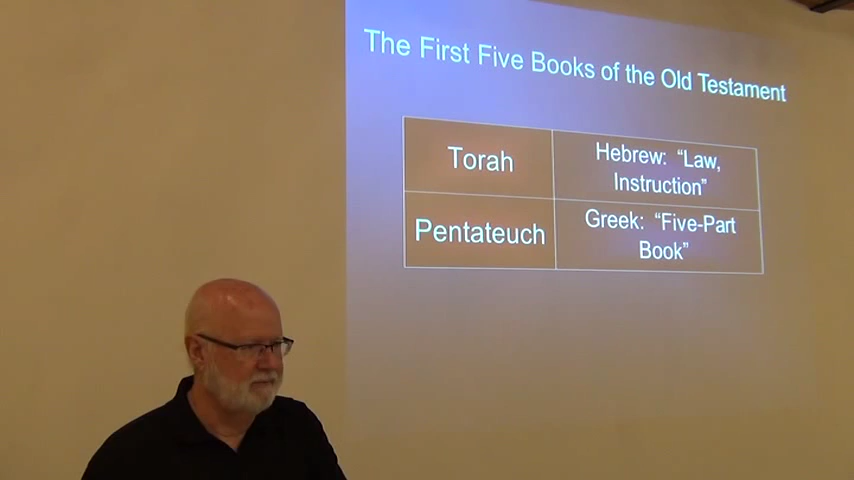 The First Five Books of the Old Testament
Torah
Hebrew: “Law,
Instruction”
Pentateuch
Greek: “Five-Part
Book”